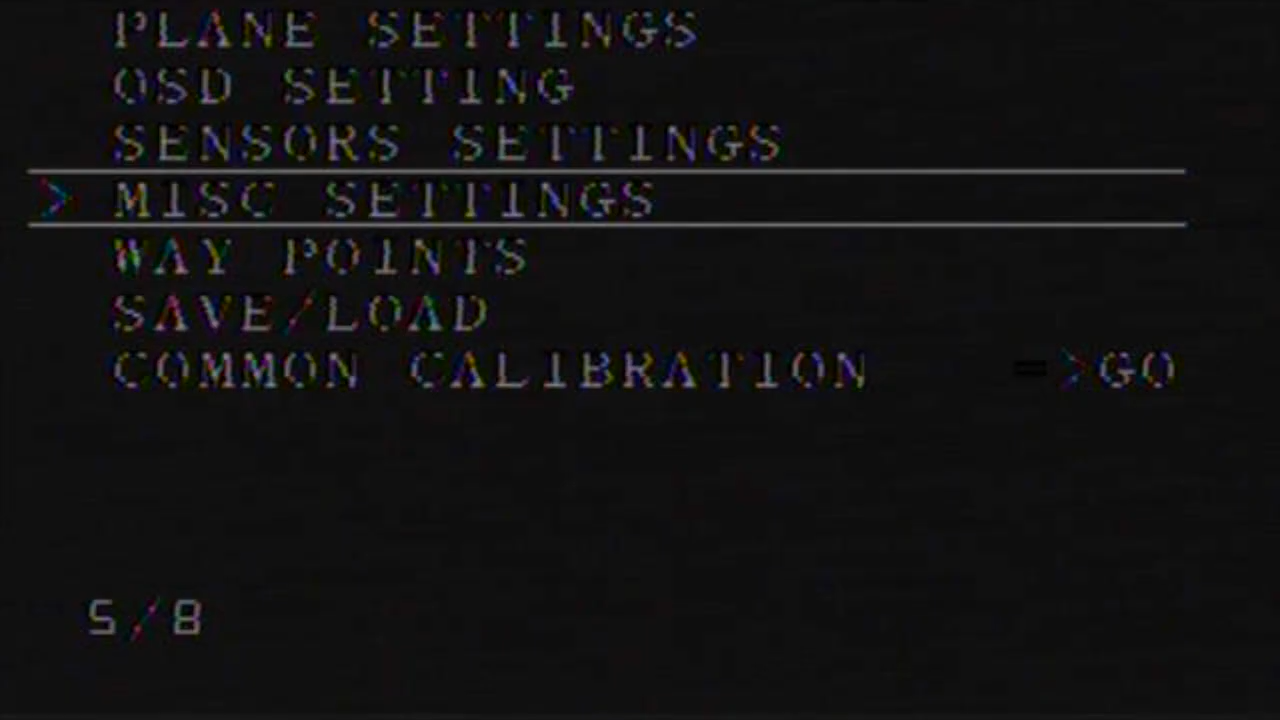 PLANE SETTINGS
OSD SETTING
SENSORS SETTINGS
> MISC SETTINGS
WAY POINTS
SAVE/LOAD
COMMON CALIBRATION =>GO
5/8